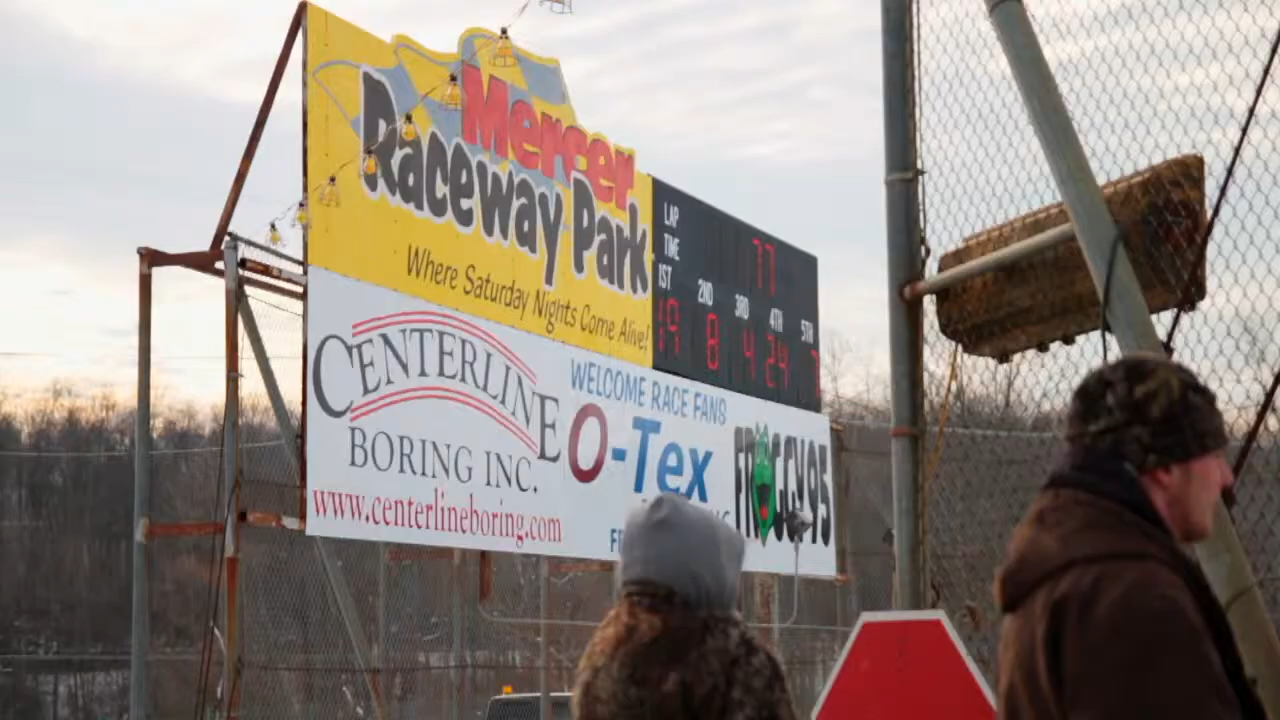 Mercer
Raceway Park
Where Saturday Nights Come Alive!
LAP
TIME
77
1ST
2ND
3RD
4TH
5TH
19
8
4
24
7
CENTERLINE
BORING INC.
www.centerlineboring.com
WELCOME RACE FANS
O-Tex
FROGGY95